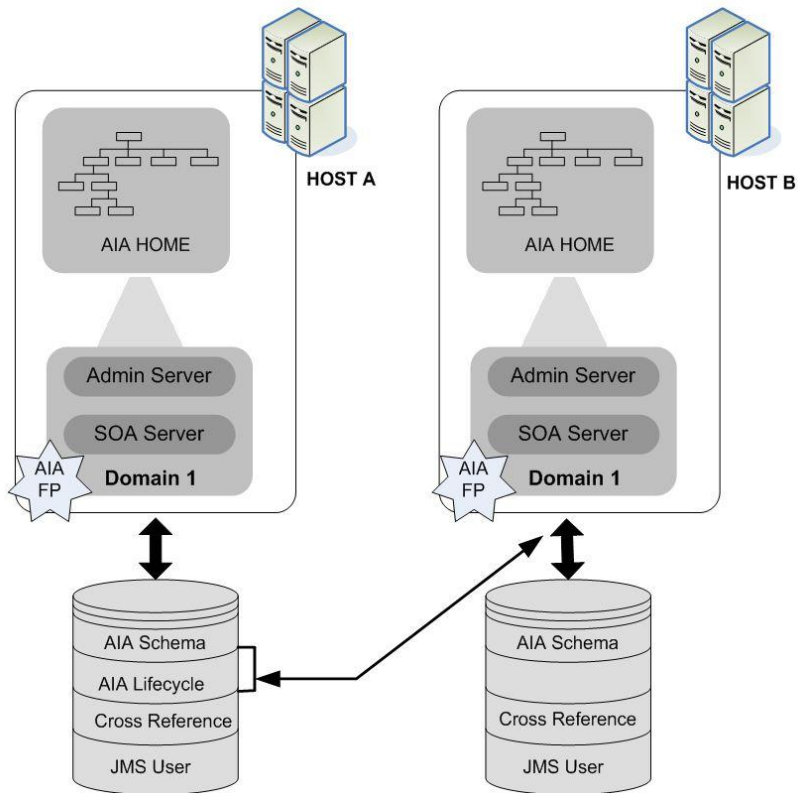 HOST A
AIA HOME
Admin Server
SOA Server
Domain 1
AIA
FP
AIA Schema
AIA Lifecycle
Cross Reference
JMS User
HOST B
AIA HOME
Admin Server
SOA Server
Domain 1
AIA
FP
AIA Schema
Cross Reference
JMS User